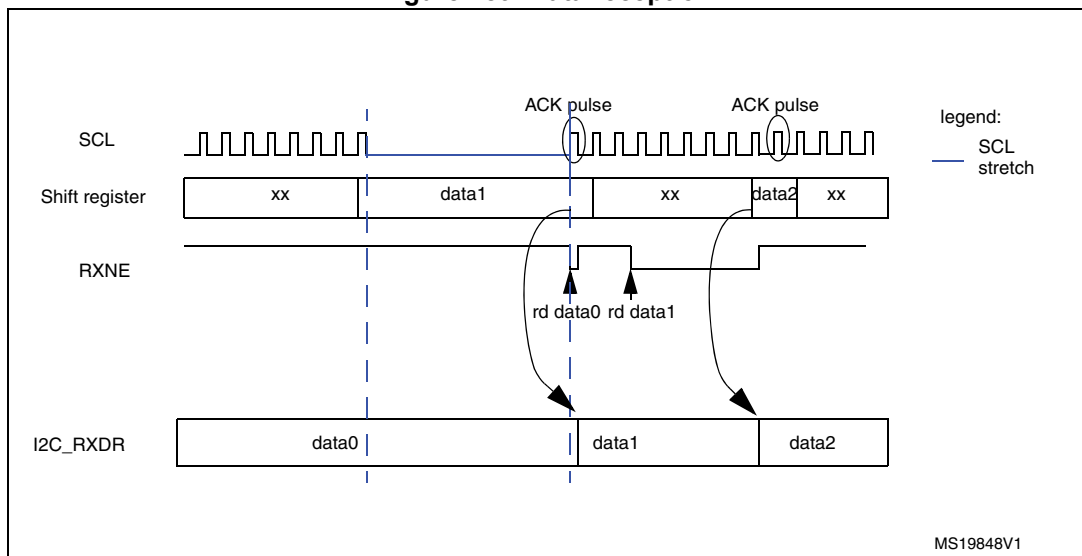 ACK pulse ACK pulse
legend:
SCL
SCL
stretch
Shift register xx data1 xx data2 xx
RXNE
rd data0 rd data1
I2C_RXDR data0 data1 data2
MS19848V1